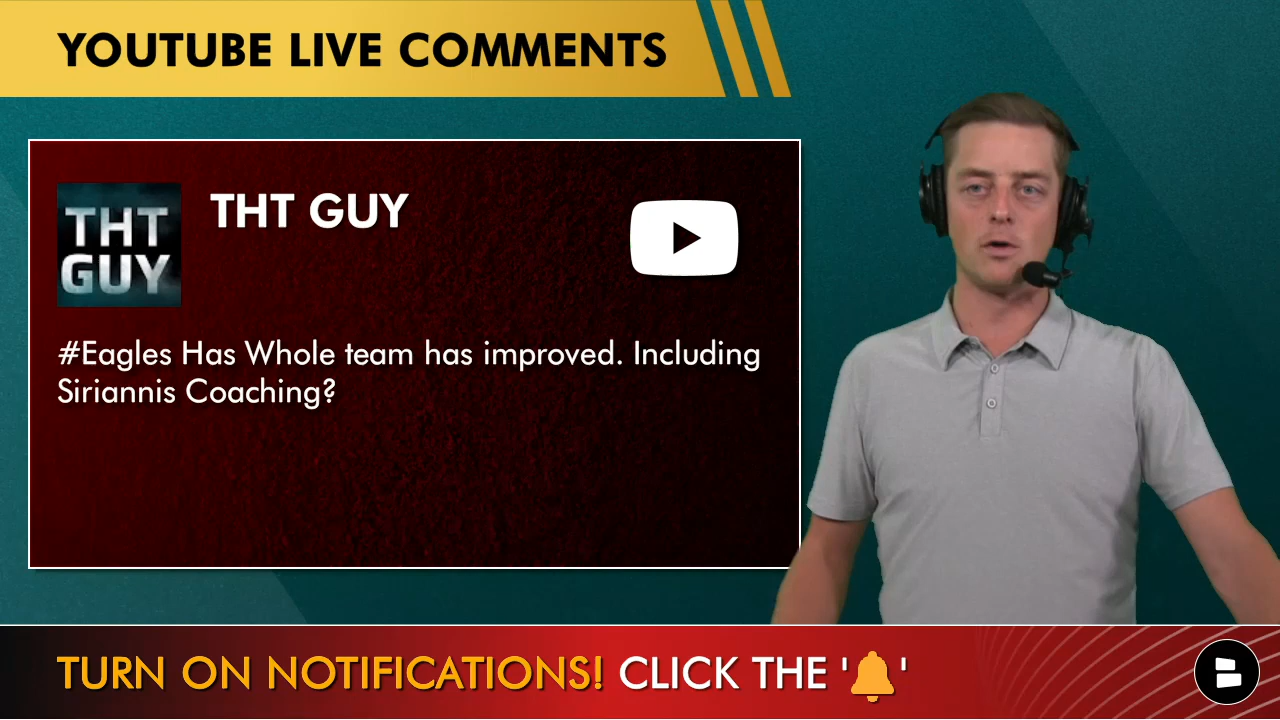 YOUTUBE LIVE COMMENTS
THT GUY
THT
GUY
#Eagles Has Whole team has improved. Including
Siriannis Coaching?
TURN ON NOTIFICATIONS! CLICK THE ' '